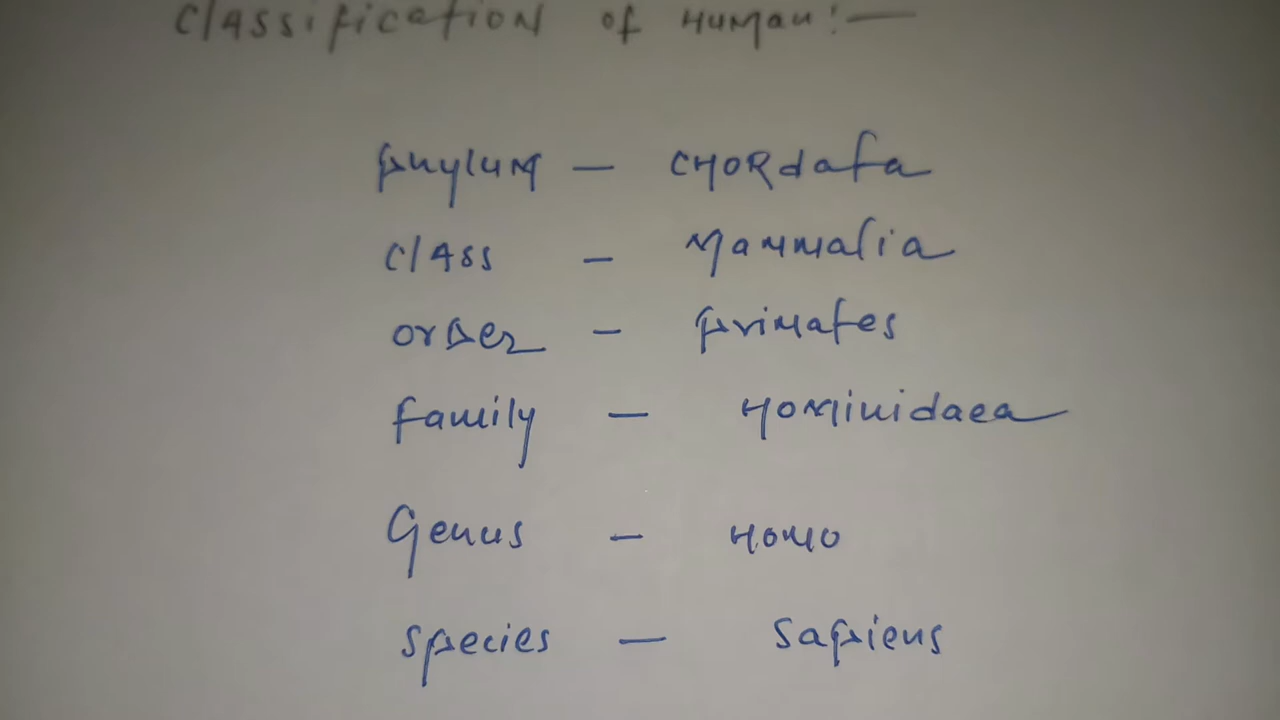 Classification of Human:—
Phylum — CHORdata
Class — Mammalia
Order — Primates
Family — Hominidaea
Genus — Homo
Species — Sapiens